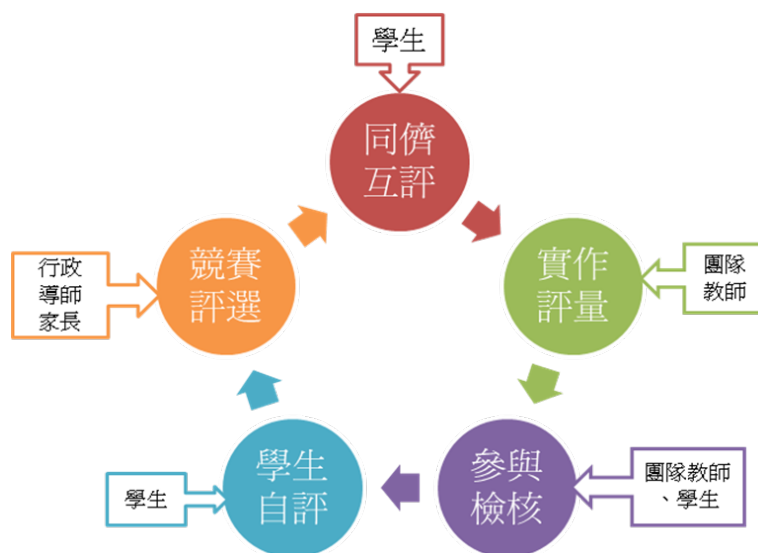 學生
同儕
互評
實作
評量
團隊
教師
參與
檢核
團隊教師
、學生
學生
自評
學生
競賽
評選
行政
導師
家長